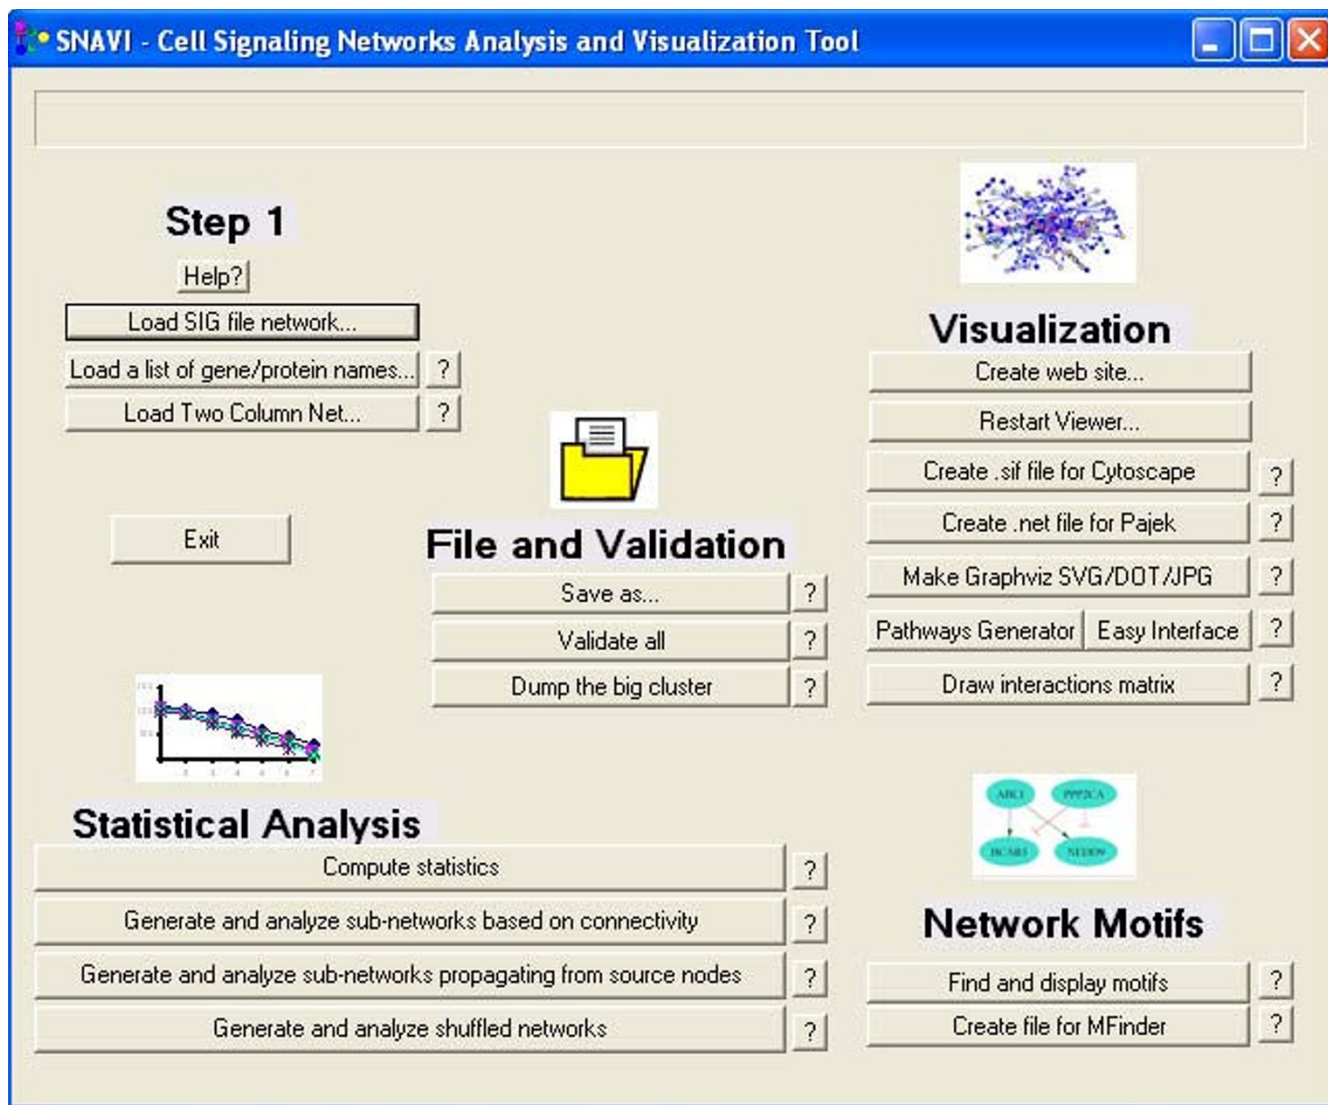 SNAVI - Cell Signaling Networks Analysis and Visualization Tool
Step 1
Help?
Load SIG file network...
Load a list of gene/protein names... ?
Load Two Column Net... ?
Exit
File and Validation
Save as... ?
Validate all ?
Dump the big cluster ?
Visualization
Create web site...
Restart Viewer...
Create .sif file for Cytoscape ?
Create .net file for Pajek ?
Make Graphviz SVG/DOT/JPG ?
Pathways Generator Easy Interface ?
Draw interactions matrix ?
Statistical Analysis
Compute statistics ?
Generate and analyze sub-networks based on connectivity ?
Generate and analyze sub-networks propagating from source nodes ?
Generate and analyze shuffled networks ?
PPP2CA
Network Motifs
Find and display motifs ?
Create file for MFinder ?